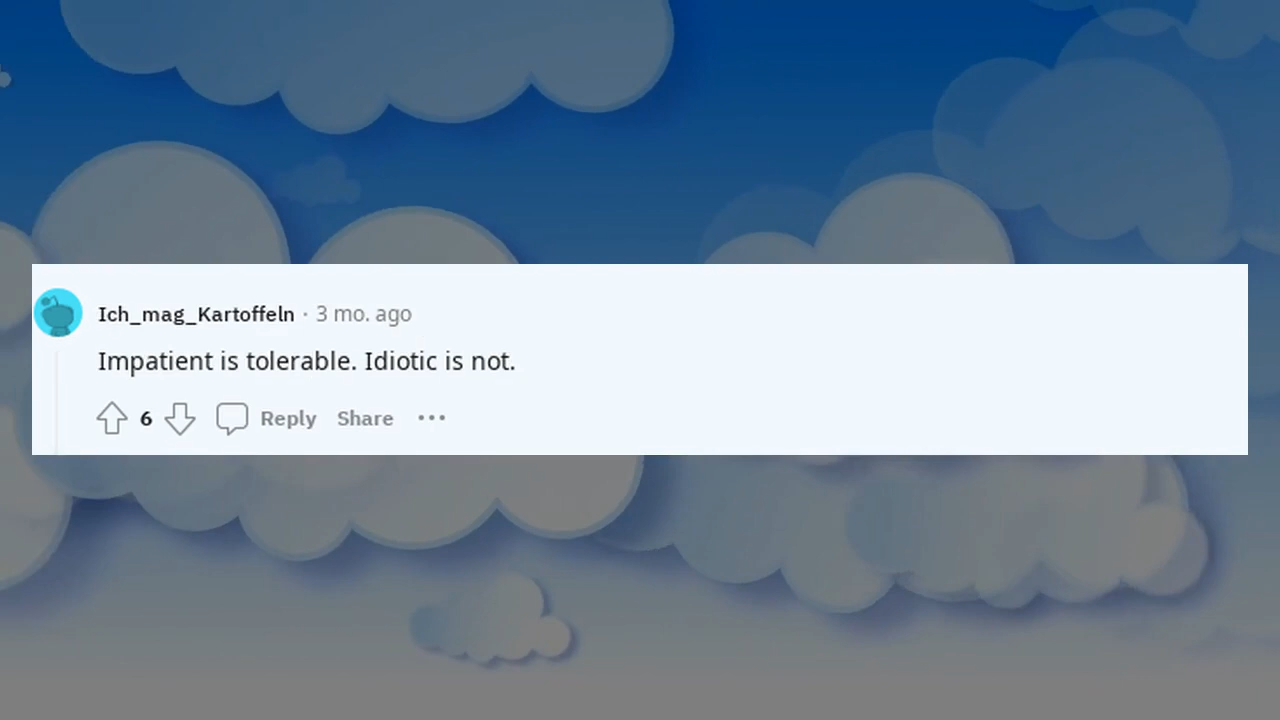 Ich_mag_Kartoffeln · 3 mo. ago
Impatient is tolerable. Idiotic is not.
6 Reply Share ···